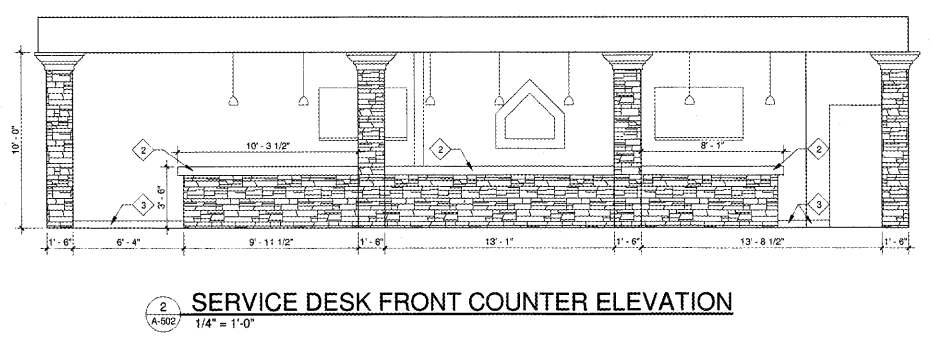 10' - 0"
2
10' - 3 1/2"
2
8' - 1"
2
3' - 6"
3
3
1' - 6"
6' - 4"
9' - 11 1/2"
1' - 6"
13' - 1"
1' - 6"
13' - 8 1/2"
1' - 6"
2
A-502
SERVICE DESK FRONT COUNTER ELEVATION
1/4" = 1'-0"